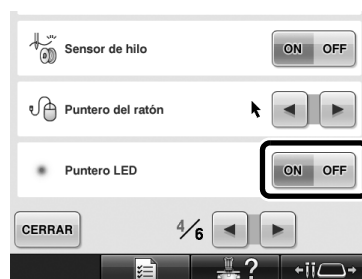 Sensor de hilo ON OFF
Puntero del ratón
Puntero LED ON OFF
CERRAR 4/6
?